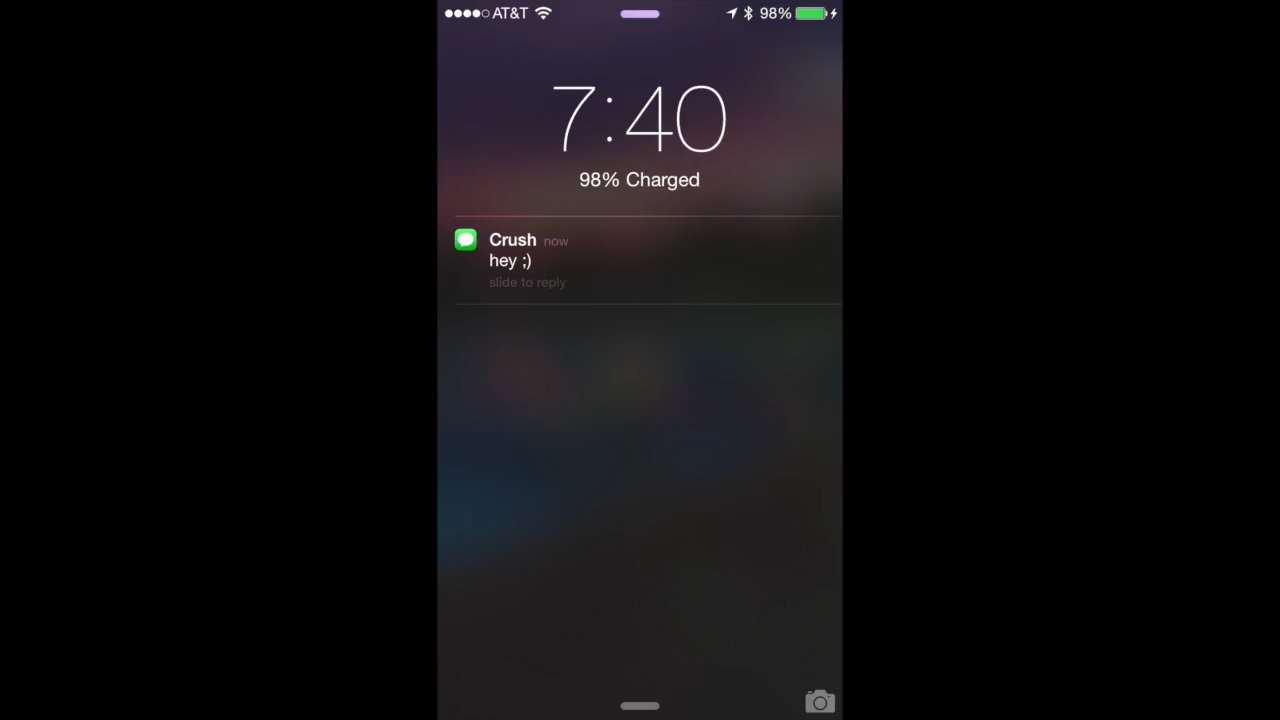 AT&T 98%
7:40
98% Charged
Crush now
hey ;)
slide to reply